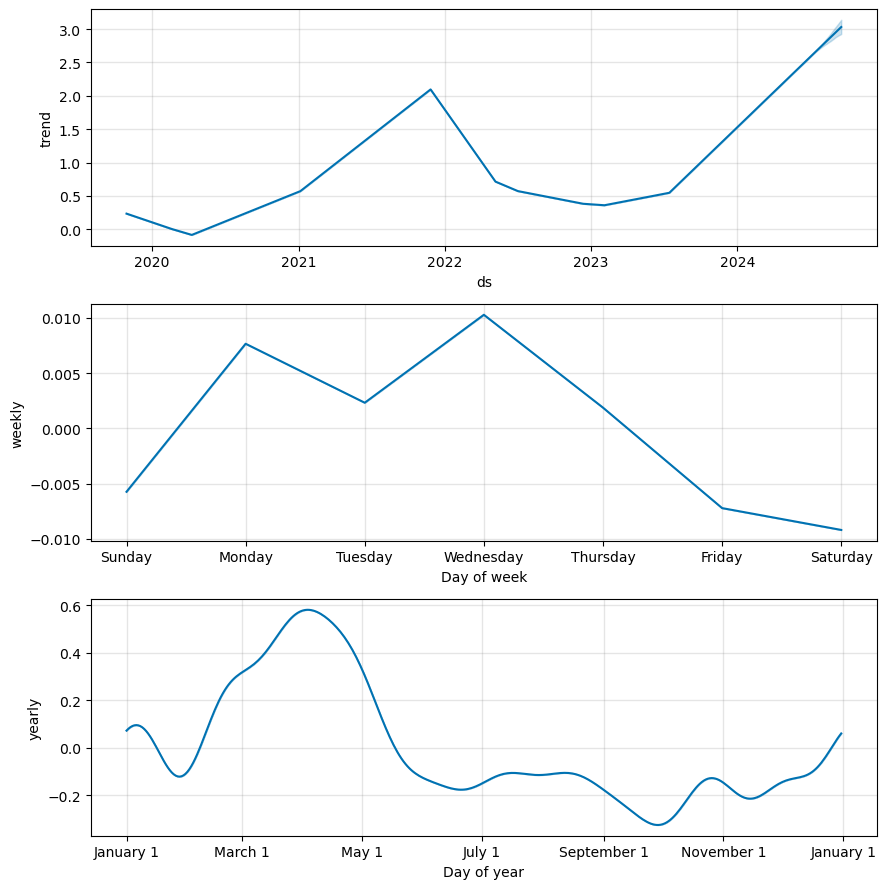 3.0
2.5
2.0
1.5
1.0
0.5
0.0
trend
2020 2021 2022 2023 2024
ds
0.010
0.005
0.000
−0.005
−0.010
weekly
Sunday Monday Tuesday Wednesday Thursday Friday Saturday
Day of week
0.6
0.4
0.2
0.0
−0.2
yearly
January 1 March 1 May 1 July 1 September 1 November 1 January 1
Day of year